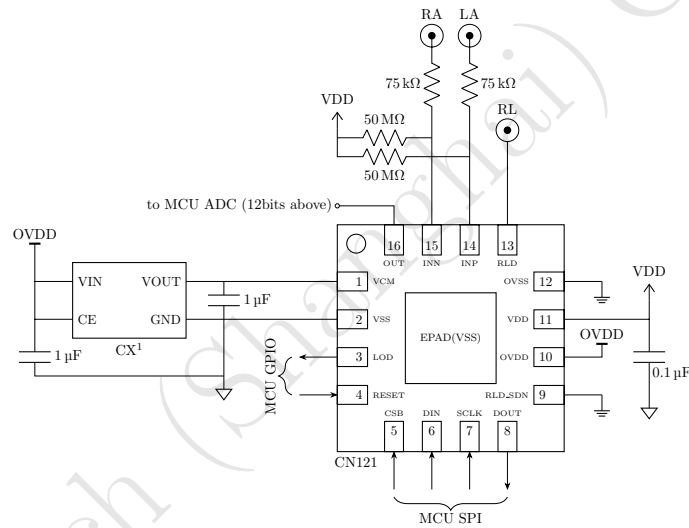 RA LA
75 kΩ 75 kΩ
VDD RL
50 MΩ
50 MΩ
to MCU ADC (12bits above)
OVDD
16 15 14 13
OUT INN INP RLD
VIN VOUT
CE GND
CX¹
1 µF
1 µF
1 VCM
2 VSS
3 LOD
4 RESET
MCU GPIO
EPAD(VSS)
OVSS 12
VDD 11
OVDD 10
RLD_SDN 9
VDD
OVDD
0.1 µF
CSB DIN SCLK DOUT
5 6 7 8
CN121
MCU SPI
ch (Shanghai) C